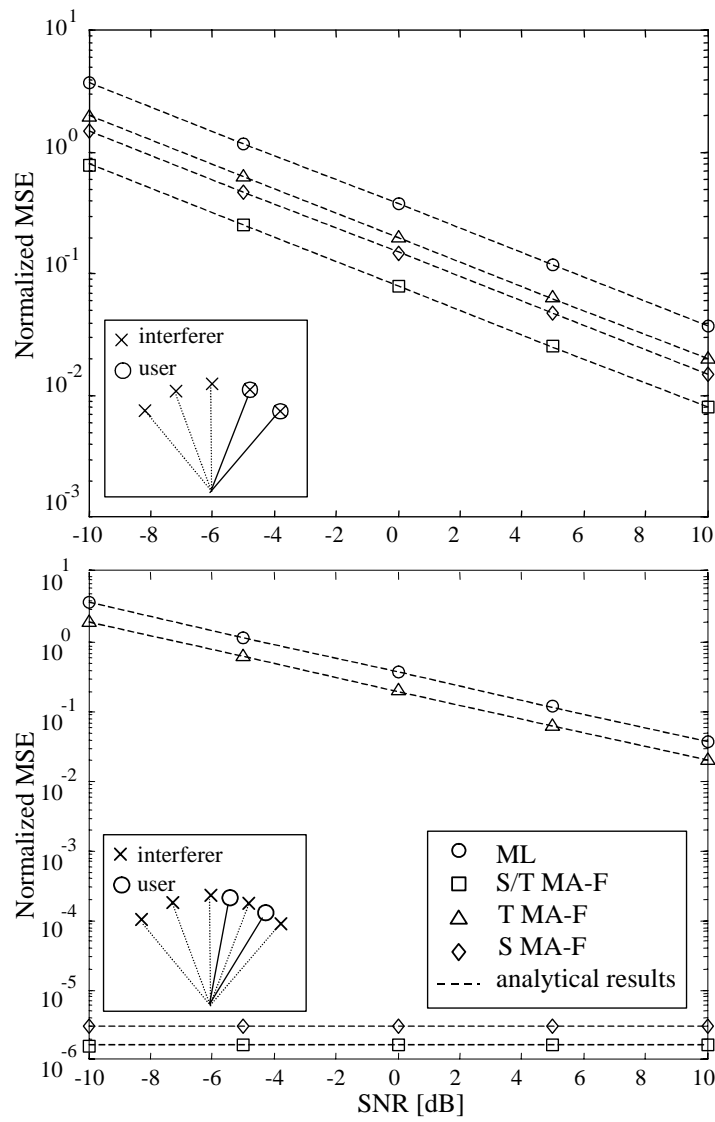 10^1
10^0
10^-1
10^-2
10^-3
Normalized MSE
interferer
user
-10 -8 -6 -4 -2 0 2 4 6 8 10
10^1
10^0
10^-1
10^-2
10^-3
10^-4
10^-5
10^-6
Normalized MSE
interferer
user
ML
S/T MA-F
T MA-F
S MA-F
analytical results
-10 -8 -6 -4 -2 0 2 4 6 8 10
SNR [dB]